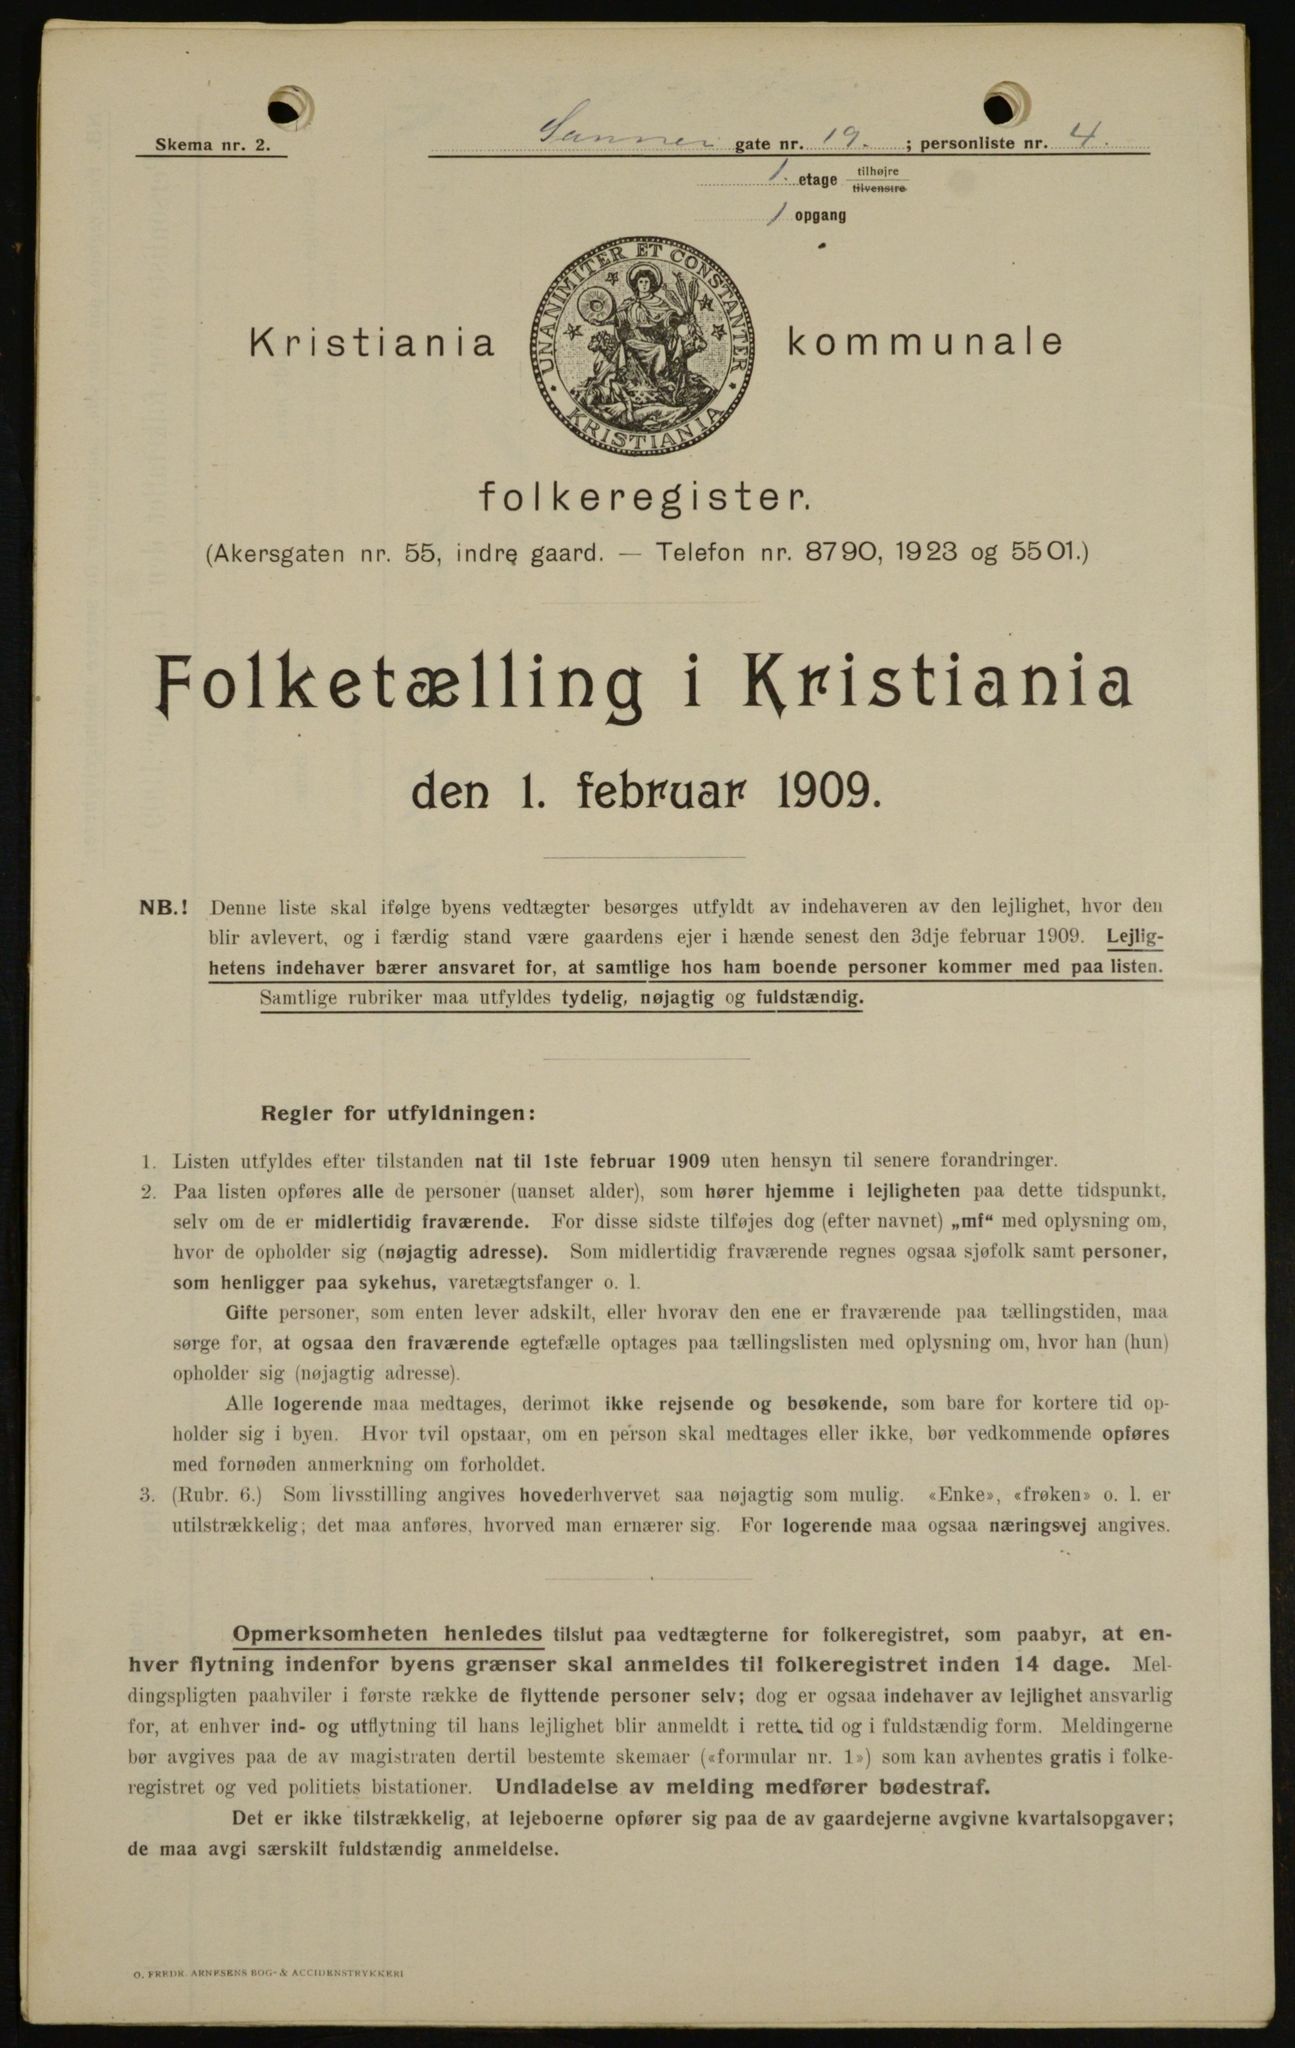 Skema nr. 2.
Sanner gate nr. 19. ; personliste nr. 4.
1. etage tilhøjre
tilvenstre
1 opgang
UNANIMITER ET CONSTANTER
KRISTIANIA
Kristiania kommunale
folkeregister.
(Akersgaten nr. 55, indre gaard. — Telefon nr. 8790, 1923 og 5501.)
Folketælling i Kristiania
den 1. februar 1909.
NB.! Denne liste skal ifølge byens vedtægter besørges utfyldt av indehaveren av den lejlighet, hvor den
blir avlevert, og i færdig stand være gaardens ejer i hænde senest den 3dje februar 1909. Lejlig-
hetens indehaver bærer ansvaret for, at samtlige hos ham boende personer kommer med paa listen.
Samtlige rubriker maa utfyldes tydelig, nøjagtig og fuldstændig.
Regler for utfyldningen:
1. Listen utfyldes efter tilstanden nat til 1ste februar 1909 uten hensyn til senere forandringer.
2. Paa listen opføres alle de personer (uanset alder), som hører hjemme i lejligheten paa dette tidspunkt,
selv om de er midlertidig fraværende. For disse sidste tilføjes dog (efter navnet) „mf“ med oplysning om,
hvor de opholder sig (nøjagtig adresse). Som midlertidig fraværende regnes ogsaa sjøfolk samt personer,
som henligger paa sykehus, varetægtsfanger o. l.
Gifte personer, som enten lever adskilt, eller hvorav den ene er fraværende paa tællingstiden, maa
sørge for, at ogsaa den fraværende egtefælle optages paa tællingslisten med oplysning om, hvor han (hun)
opholder sig (nøjagtig adresse).
Alle logerende maa medtages, derimot ikke rejsende og besøkende, som bare for kortere tid op-
holder sig i byen. Hvor tvil opstaar, om en person skal medtages eller ikke, bør vedkommende opføres
med fornøden anmerkning om forholdet.
3. (Rubr. 6.) Som livsstilling angives hovederhvervet saa nøjagtig som mulig. «Enke», «frøken» o. l. er
utilstrækkelig; det maa anføres, hvorved man ernærer sig. For logerende maa ogsaa næringsvej angives.
Opmerksomheten henledes tilslut paa vedtægterne for folkeregistret, som paabyr, at en-
hver flytning indenfor byens grænser skal anmeldes til folkeregistret inden 14 dage. Mel-
dingspligten paahviler i første række de flyttende personer selv; dog er ogsaa indehaver av lejlighet ansvarlig
for, at enhver ind- og utflytning til hans lejlighet blir anmeldt i rette tid og i fuldstændig form. Meldingerne
bør avgives paa de av magistraten dertil bestemte skemaer («formular nr. 1») som kan avhentes gratis i folke-
registret og ved politiets bistationer. Undladelse av melding medfører bødestraf.
Det er ikke tilstrækkelig, at lejeboerne opfører sig paa de av gaardejerne avgivne kvartalsopgaver;
de maa avgi særskilt fuldstændig anmeldelse.
O. FREDR. ARNESENS BOG- & ACCIDENSTRYKKERI